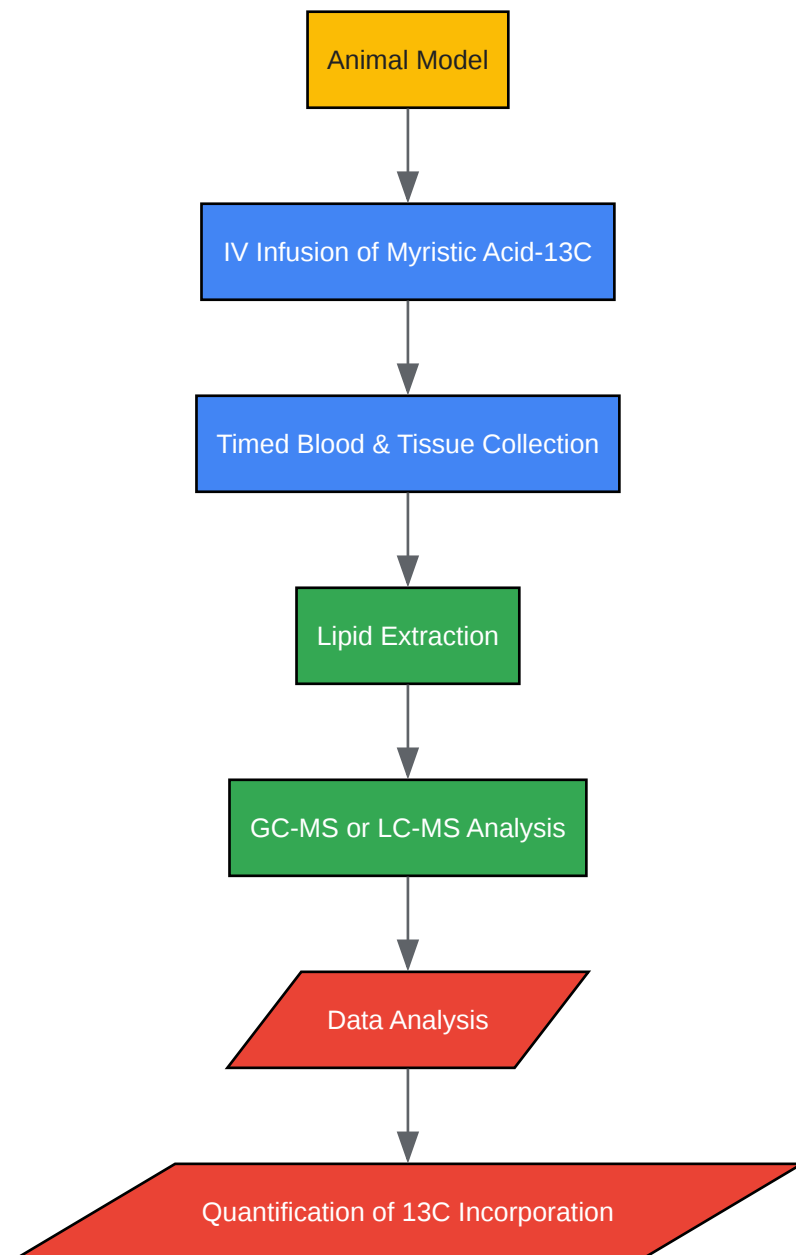 Animal Model
IV Infusion of Myristic Acid-13C
Timed Blood & Tissue Collection
Lipid Extraction
GC-MS or LC-MS Analysis
Data Analysis
Quantification of 13C Incorporation